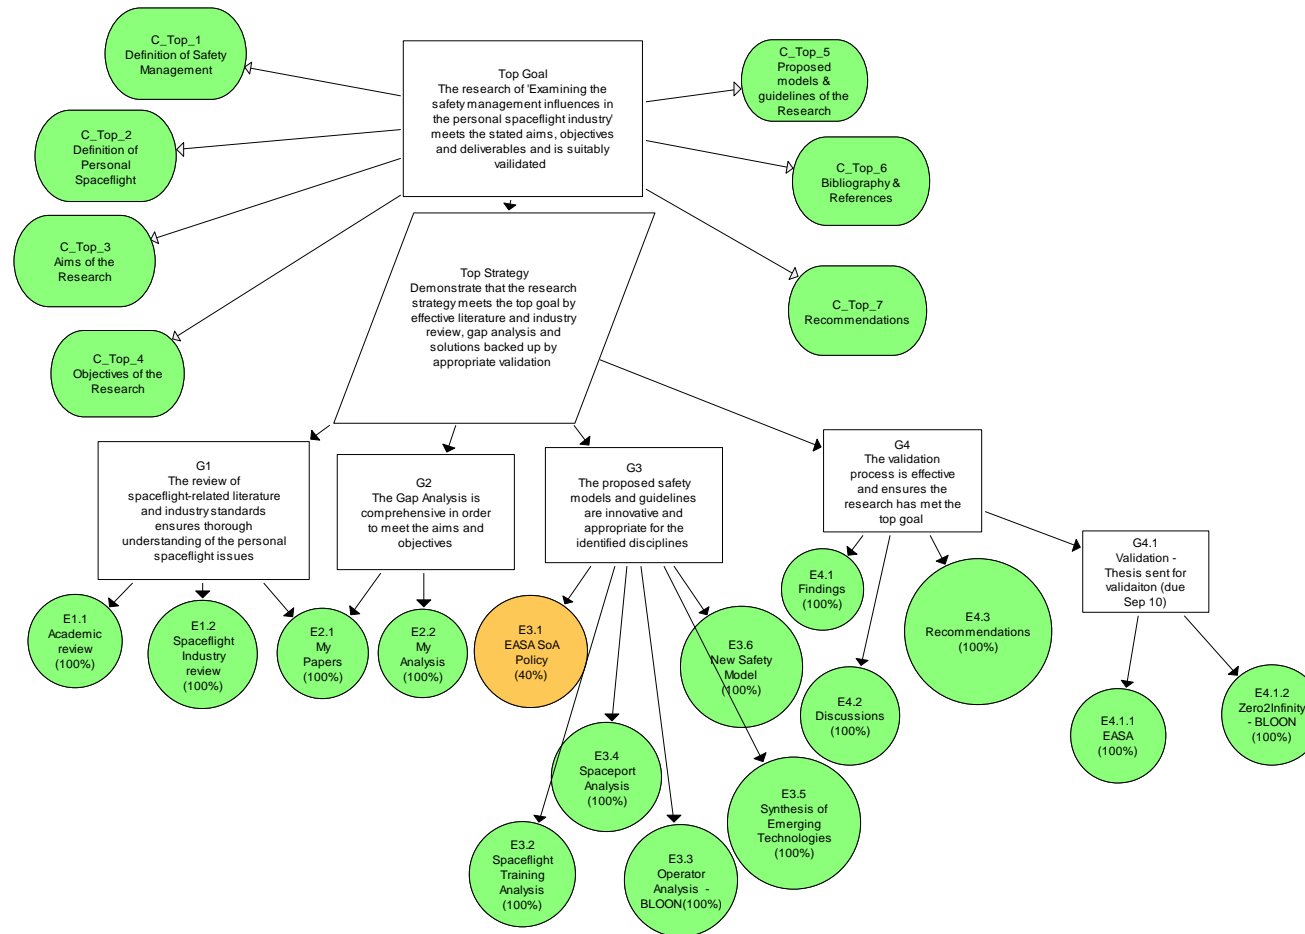 C_Top_1
Definition of Safety
Management
C_Top_2
Definition of
Personal
Spaceflight
C_Top_3
Aims of the
Research
C_Top_4
Objectives of the
Research
Top Goal
The research of 'Examining the
safety management influences in
the personal spaceflight industry'
meets the stated aims, objectives
and deliverables and is suitably
vailidated
C_Top_5
Proposed
models &
guidelines of the
Research
C_Top_6
Bibliography &
References
C_Top_7
Recommendations
Top Strategy
Demonstrate that the research
strategy meets the top goal by
effective literature and industry
review, gap analysis and
solutions backed up by
appropriate validation
G1
The review of
spaceflight-related literature
and industry standards
ensures thorough
understanding of the personal
spaceflight issues
G2
The Gap Analysis is
comprehensive in order
to meet the aims and
objectives
G3
The proposed safety
models and guidelines
are innovative and
appropriate for the
identified disciplines
G4
The validation
process is effective
and ensures the
research has met the
top goal
G4.1
Validation -
Thesis sent for
validaiton (due
Sep 10)
E1.1
Academic
review
(100%)
E1.2
Spaceflight
Industry
review
(100%)
E2.1
My
Papers
(100%)
E2.2
My
Analysis
(100%)
E3.1
EASA SoA
Policy
(40%)
E3.6
New Safety
Model
(100%)
E3.4
Spaceport
Analysis
(100%)
E3.2
Spaceflight
Training
Analysis
(100%)
E3.3
Operator
Analysis -
BLOON(100%)
E3.5
Synthesis of
Emerging
Technologies
(100%)
E4.1
Findings
(100%)
E4.2
Discussions
(100%)
E4.3
Recommendations
(100%)
E4.1.1
EASA
(100%)
E4.1.2
Zero2Infinity
- BLOON
(100%)